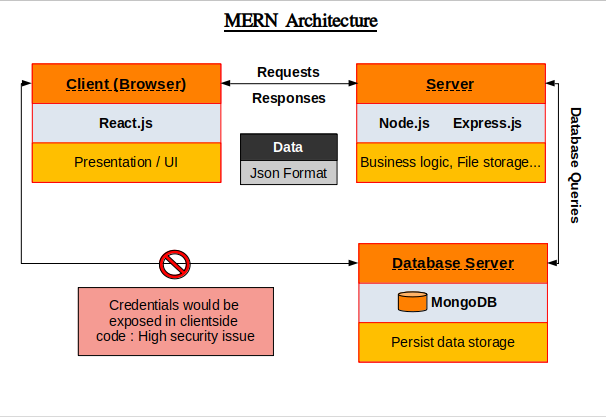 MERN Architecture
Client (Browser)
React.js
Presentation / UI
Requests
Responses
Data
Json Format
Server
Node.js Express.js
Business logic, File storage...
Database Queries
Database Server
MongoDB
Persist data storage
Credentials would be
exposed in clientside
code : High security issue